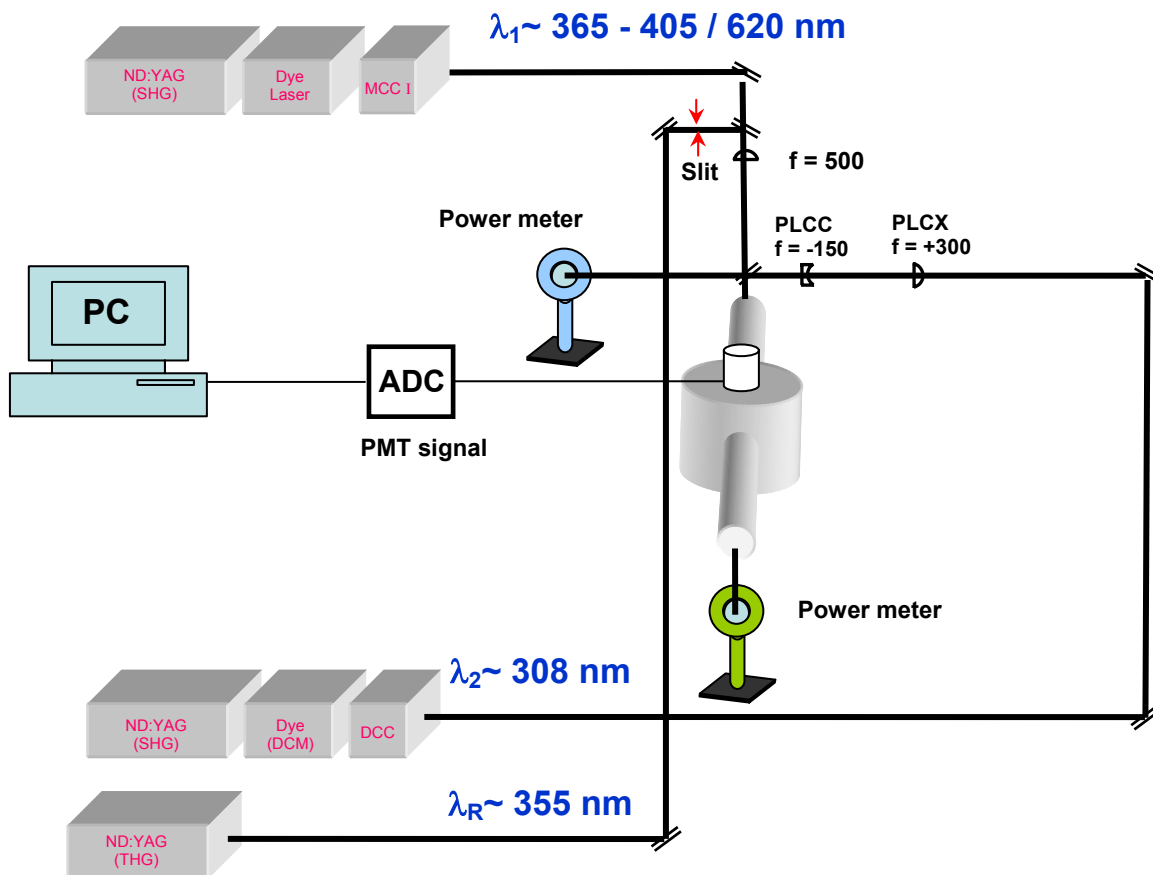 λ1~ 365 - 405 / 620 nm
ND:YAG
(SHG)
Dye
Laser
MCC I
Slit
f = 500
Power meter
PLCC
f = -150
PLCX
f = +300
PC
ADC
PMT signal
Power meter
λ2~ 308 nm
ND:YAG
(SHG)
Dye
(DCM)
DCC
λR~ 355 nm
ND:YAG
(THG)